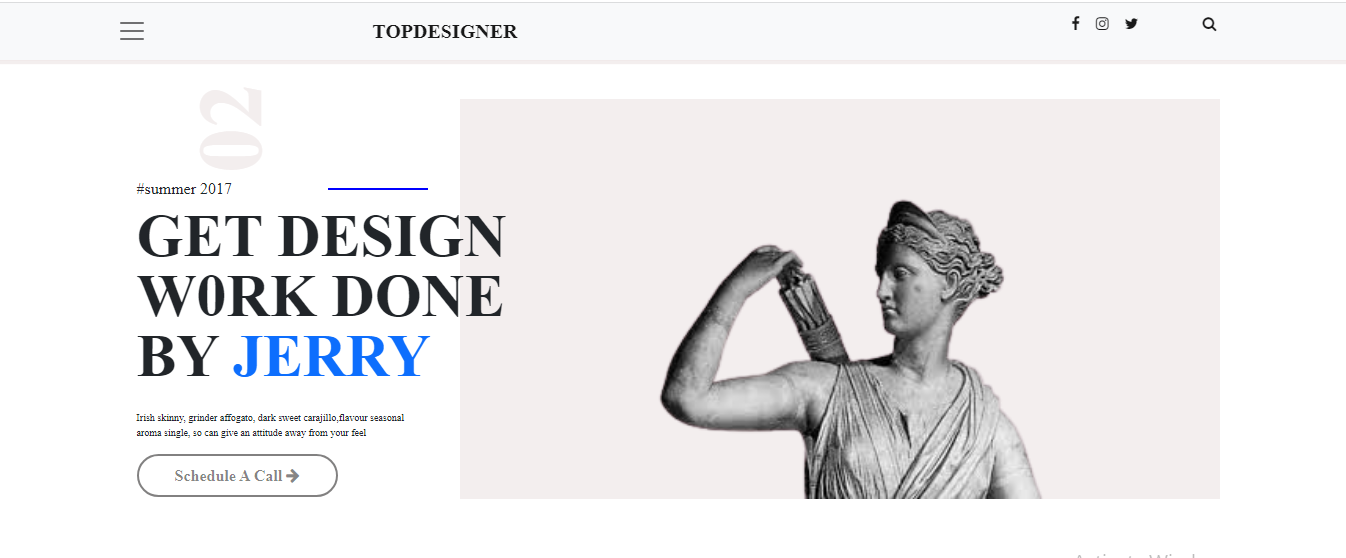 TOPDESIGNER
02
#summer 2017
GET DESIGN
W0RK DONE
BY JERRY
Irish skinny, grinder affogato, dark sweet carajillo,flavour seasonal
aroma single, so can give an attitude away from your feel
Schedule A Call